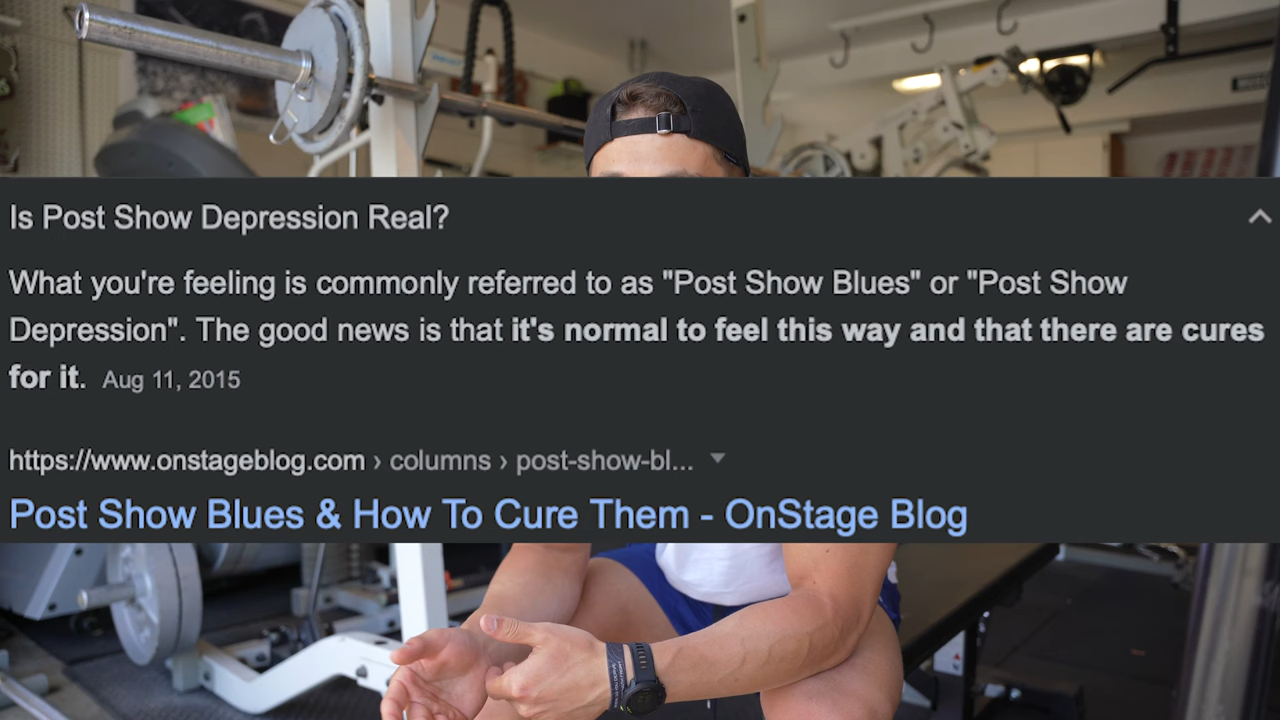 Is Post Show Depression Real?
What you're feeling is commonly referred to as "Post Show Blues" or "Post Show
Depression". The good news is that it's normal to feel this way and that there are cures
for it. Aug 11, 2015
https://www.onstageblog.com › columns › post-show-bl...
Post Show Blues & How To Cure Them - OnStage Blog